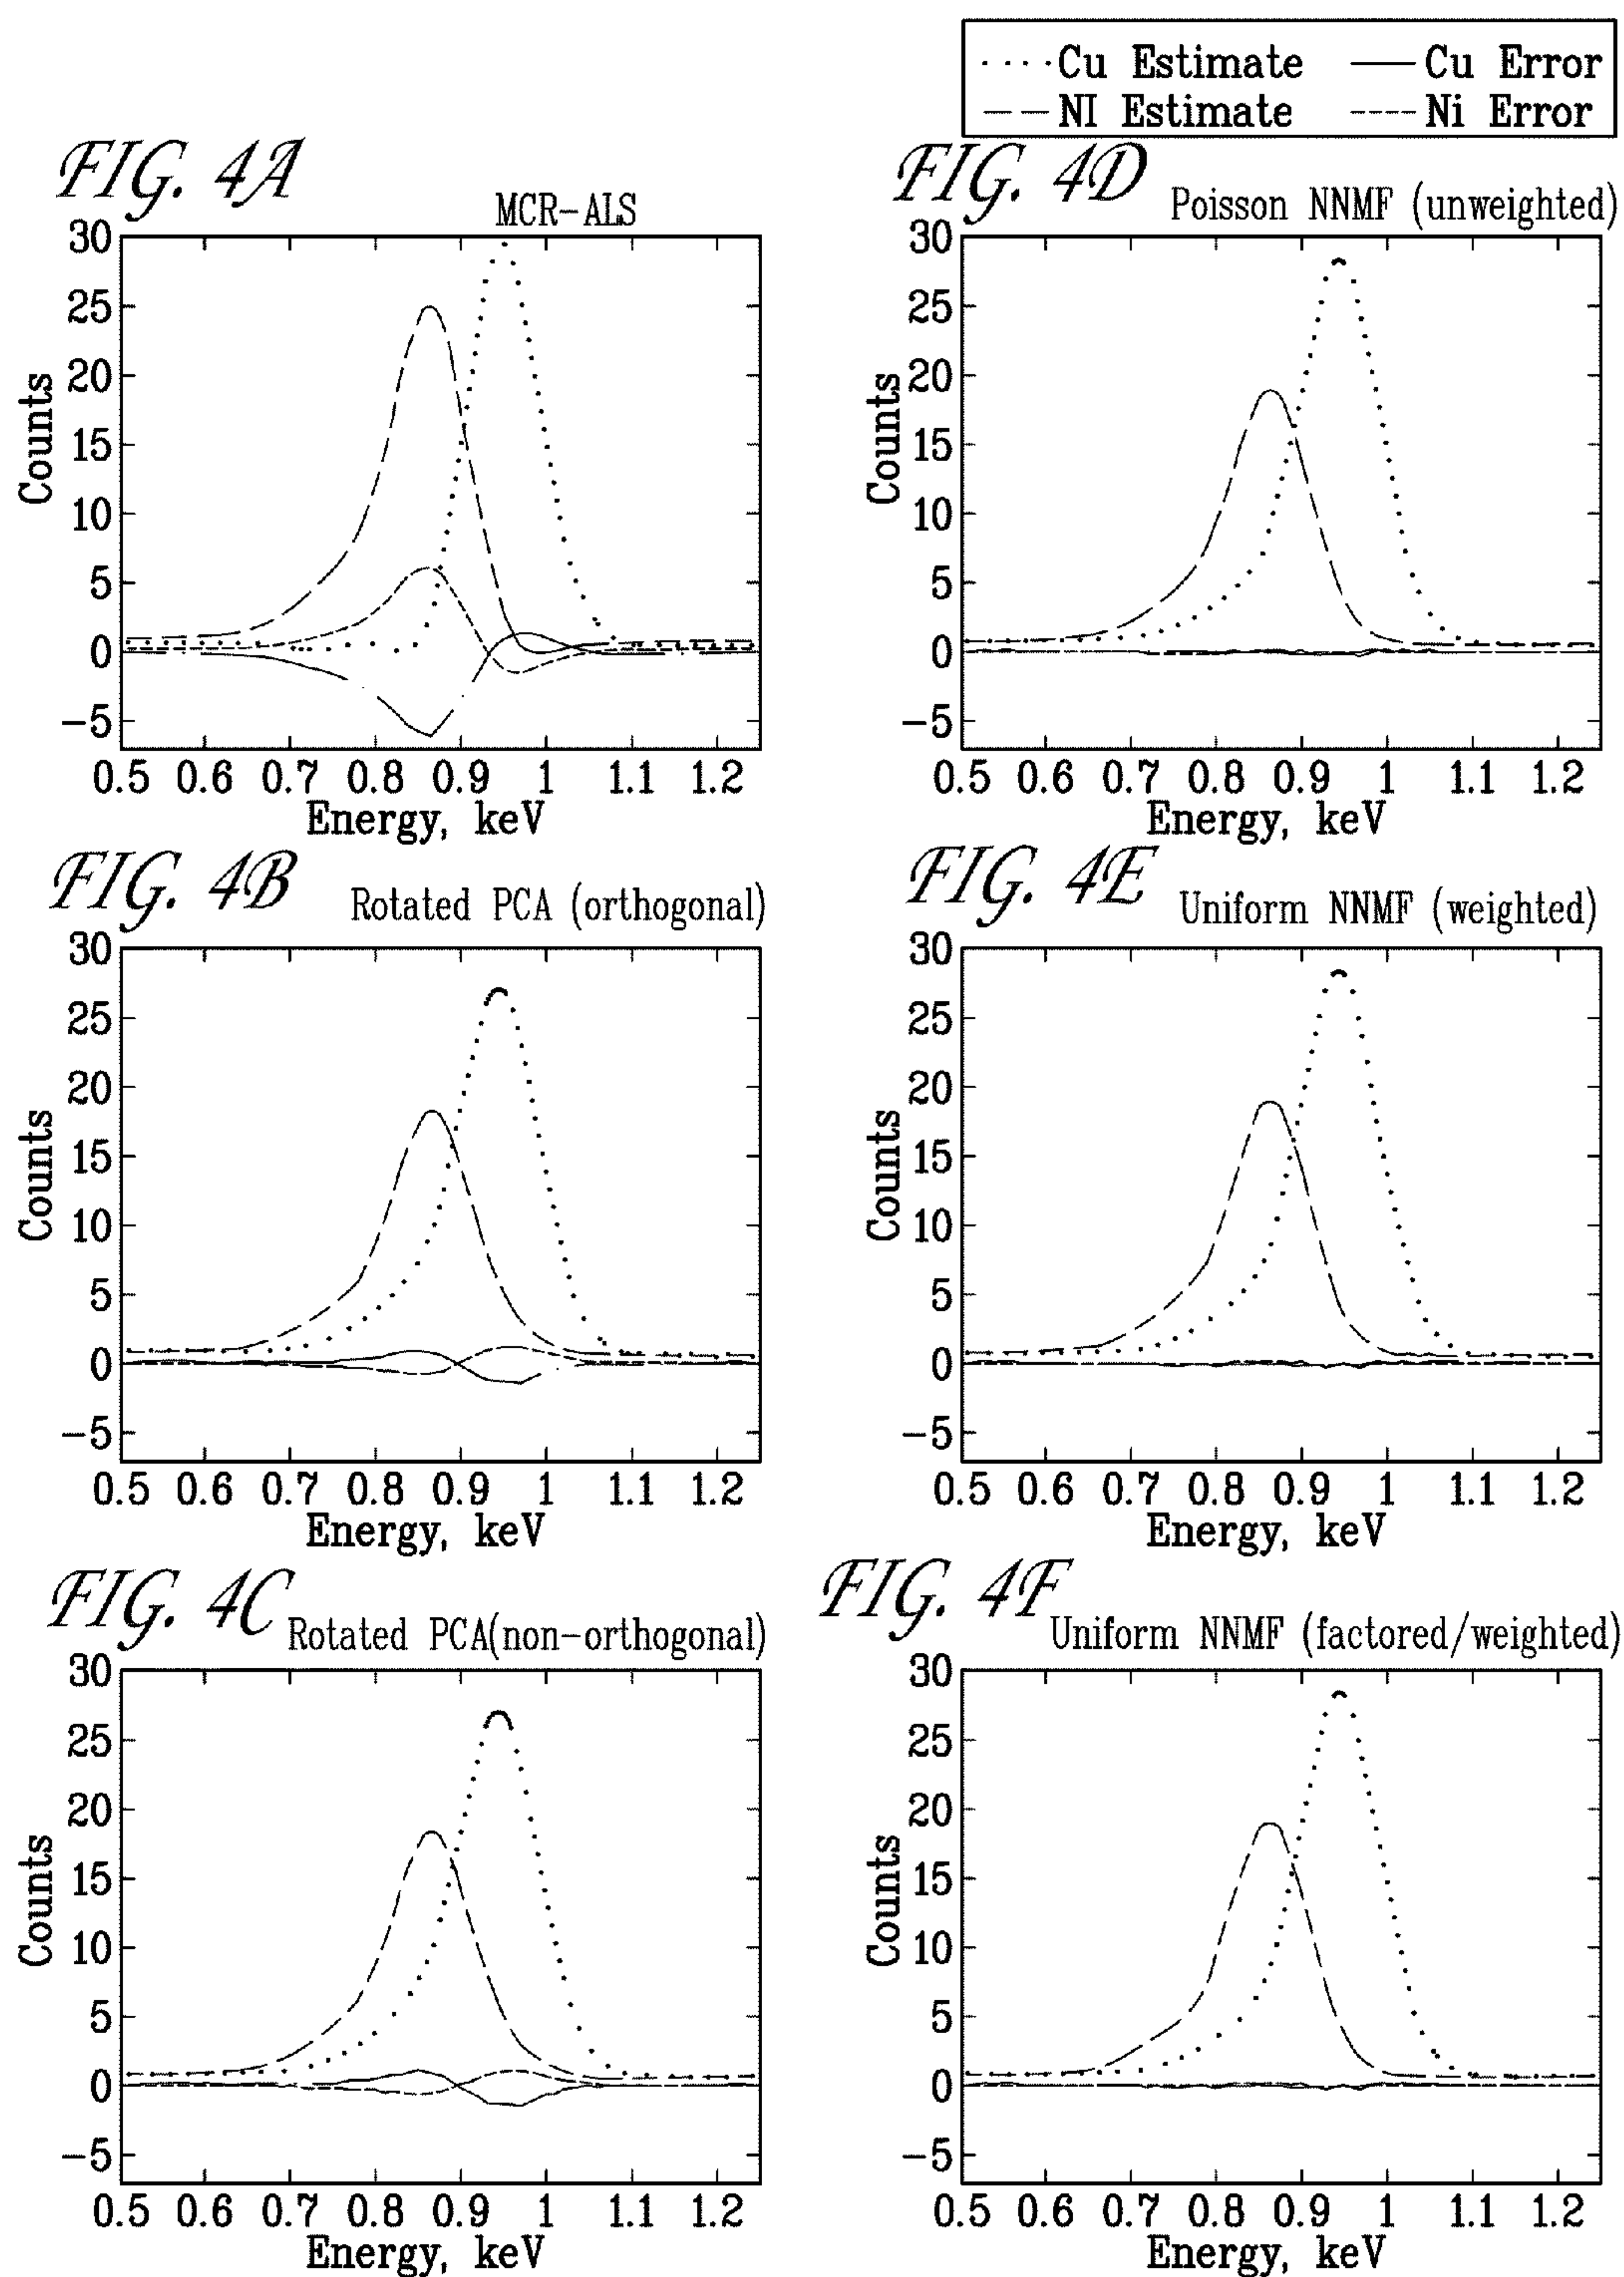 ···· Cu Estimate —— Cu Error
— — NI Estimate ---- Ni Error
FIG. 4A
MCR-ALS
30
25
20
15
10
5
0
-5
Counts
0.5 0.6 0.7 0.8 0.9 1 1.1 1.2
Energy, keV
FIG. 4D
Poisson NNMF (unweighted)
30
25
20
15
10
5
0
-5
Counts
0.5 0.6 0.7 0.8 0.9 1 1.1 1.2
Energy, keV
FIG. 4B
Rotated PCA (orthogonal)
30
25
20
15
10
5
0
-5
Counts
0.5 0.6 0.7 0.8 0.9 1 1.1 1.2
Energy, keV
FIG. 4E
Uniform NNMF (weighted)
30
25
20
15
10
5
0
-5
Counts
0.5 0.6 0.7 0.8 0.9 1 1.1 1.2
Energy, keV
FIG. 4C
Rotated PCA(non-orthogonal)
30
25
20
15
10
5
0
-5
Counts
0.5 0.6 0.7 0.8 0.9 1 1.1 1.2
Energy, keV
FIG. 4F
Uniform NNMF (factored/weighted)
30
25
20
15
10
5
0
-5
Counts
0.5 0.6 0.7 0.8 0.9 1 1.1 1.2
Energy, keV